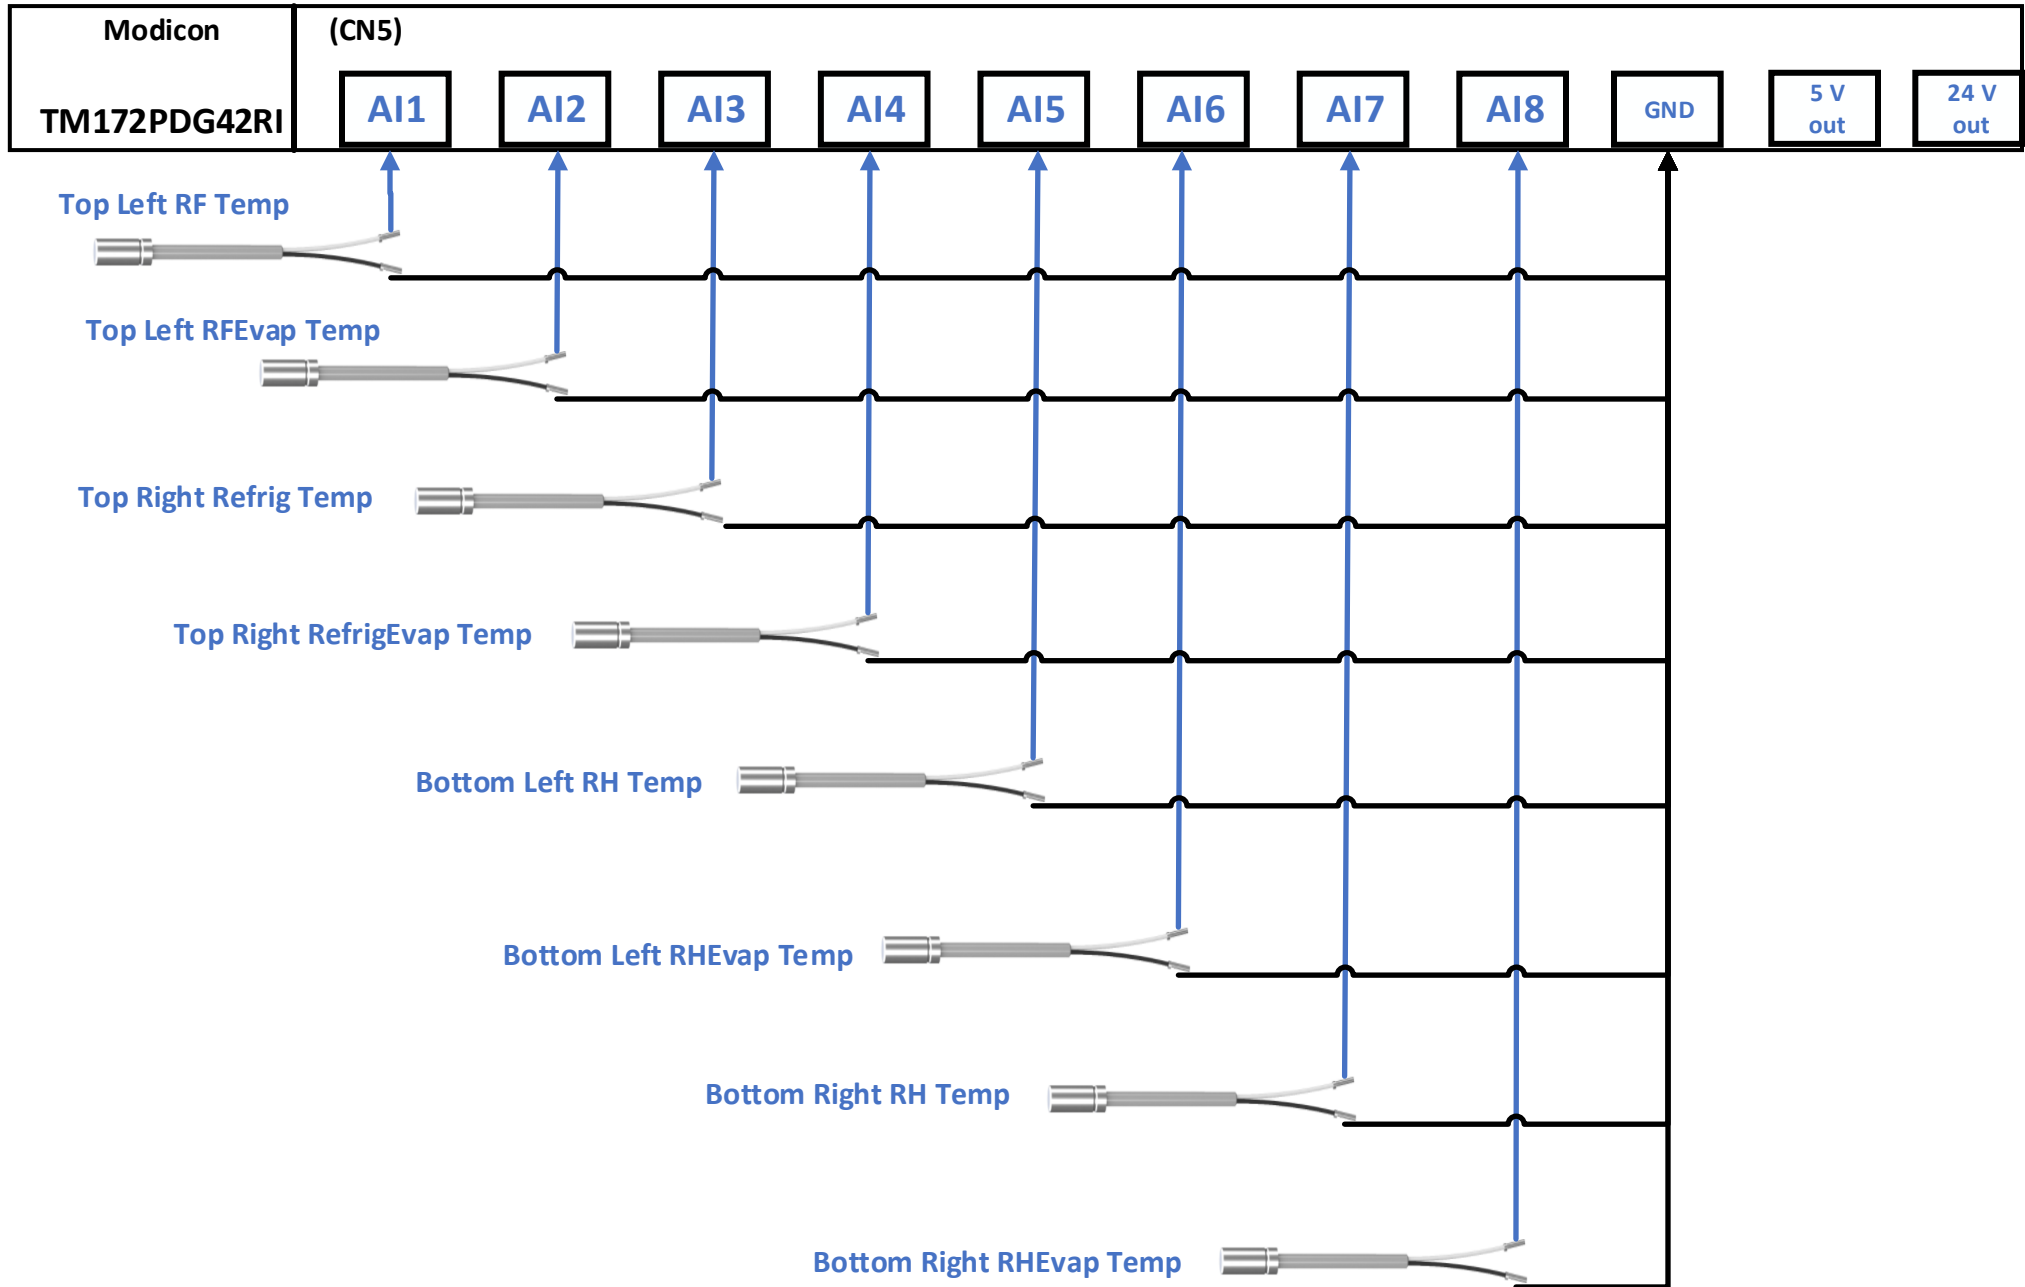 Modicon
TM172PDG42RI
(CN5)
AI1
AI2
AI3
AI4
AI5
AI6
AI7
AI8
GND
5 V
out
24 V
out
Top Left RF Temp
Top Left RFEvap Temp
Top Right Refrig Temp
Top Right RefrigEvap Temp
Bottom Left RH Temp
Bottom Left RHEvap Temp
Bottom Right RH Temp
Bottom Right RHEvap Temp